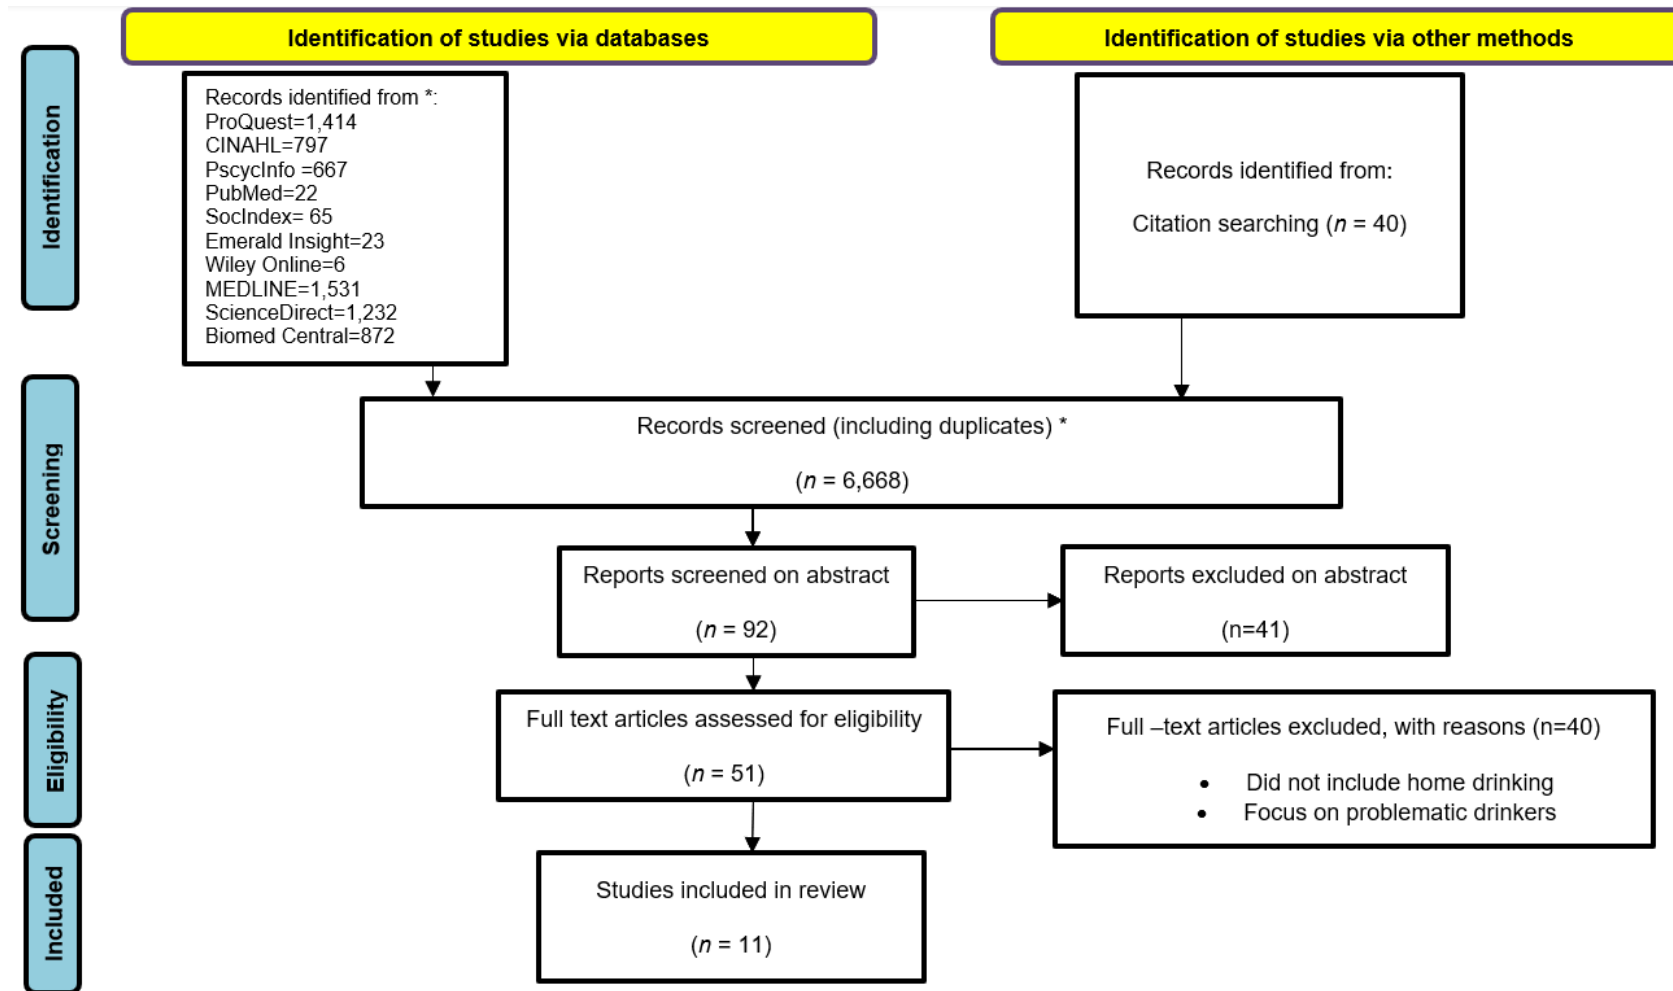 Identification of studies via databases
Identification of studies via other methods
Identification
Records identified from *:
ProQuest=1,414
CINAHL=797
PscycInfo =667
PubMed=22
SocIndex= 65
Emerald Insight=23
Wiley Online=6
MEDLINE=1,531
ScienceDirect=1,232
Biomed Central=872
Records identified from:
Citation searching (n = 40)
Screening
Records screened (including duplicates) *
(n = 6,668)
Reports screened on abstract
(n = 92)
Reports excluded on abstract
(n=41)
Eligibility
Full text articles assessed for eligibility
(n = 51)
Full –text articles excluded, with reasons (n=40)
• Did not include home drinking
• Focus on problematic drinkers
Included
Studies included in review
(n = 11)